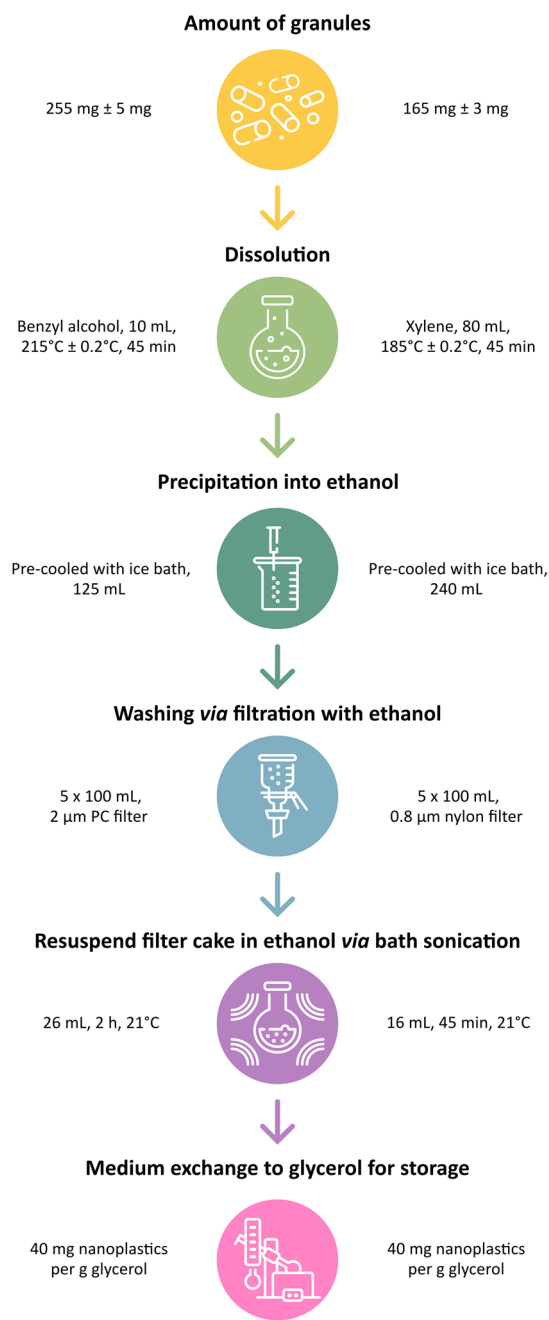 Amount of granules
255 mg ± 5 mg
165 mg ± 3 mg
Dissolution
Benzyl alcohol, 10 mL,
215°C ± 0.2°C, 45 min
Xylene, 80 mL,
185°C ± 0.2°C, 45 min
Precipitation into ethanol
Pre-cooled with ice bath,
125 mL
Pre-cooled with ice bath,
240 mL
Washing via filtration with ethanol
5 x 100 mL,
2 μm PC filter
5 x 100 mL,
0.8 μm nylon filter
Resuspend filter cake in ethanol via bath sonication
26 mL, 2 h, 21°C
16 mL, 45 min, 21°C
Medium exchange to glycerol for storage
40 mg nanoplastics
per g glycerol
40 mg nanoplastics
per g glycerol